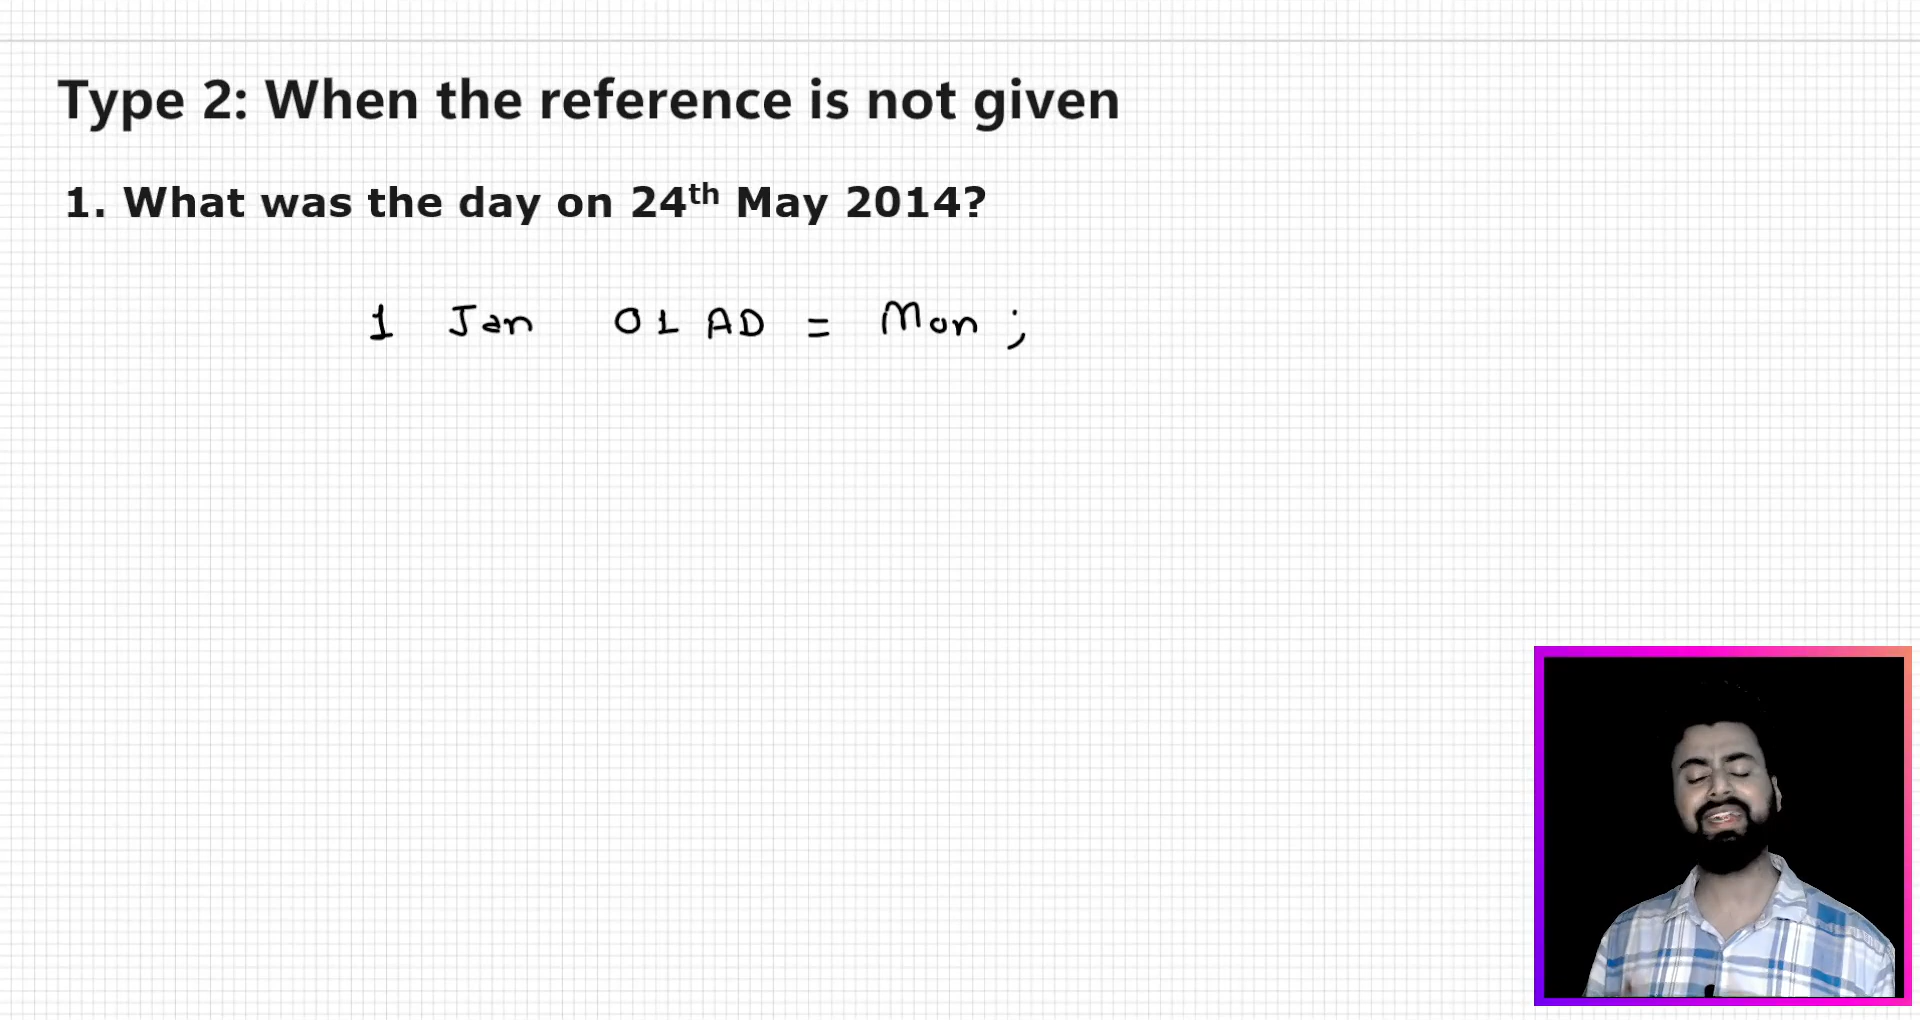 Type 2: When the reference is not given
1. What was the day on 24th May 2014?
1 Jan 01 AD = Mon ;